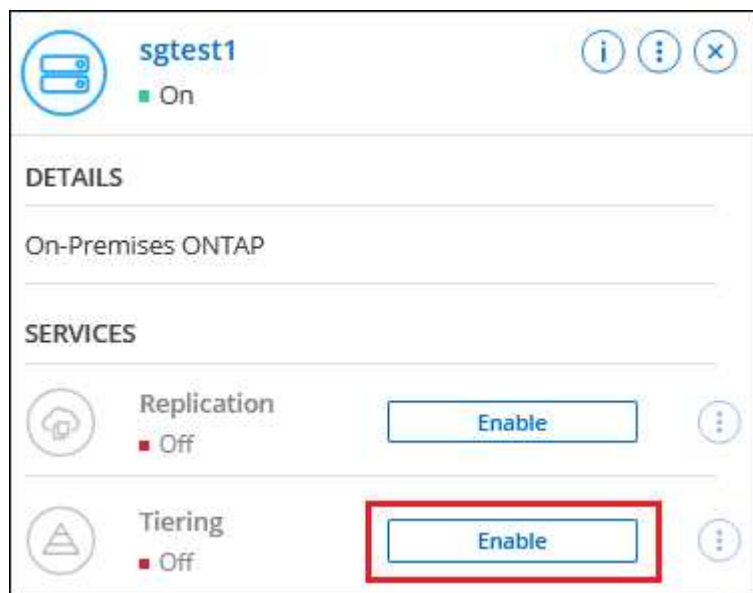 sgtest1
On
DETAILS
On-Premises ONTAP
SERVICES
Replication
Enable
Off
Tiering
Enable
Off